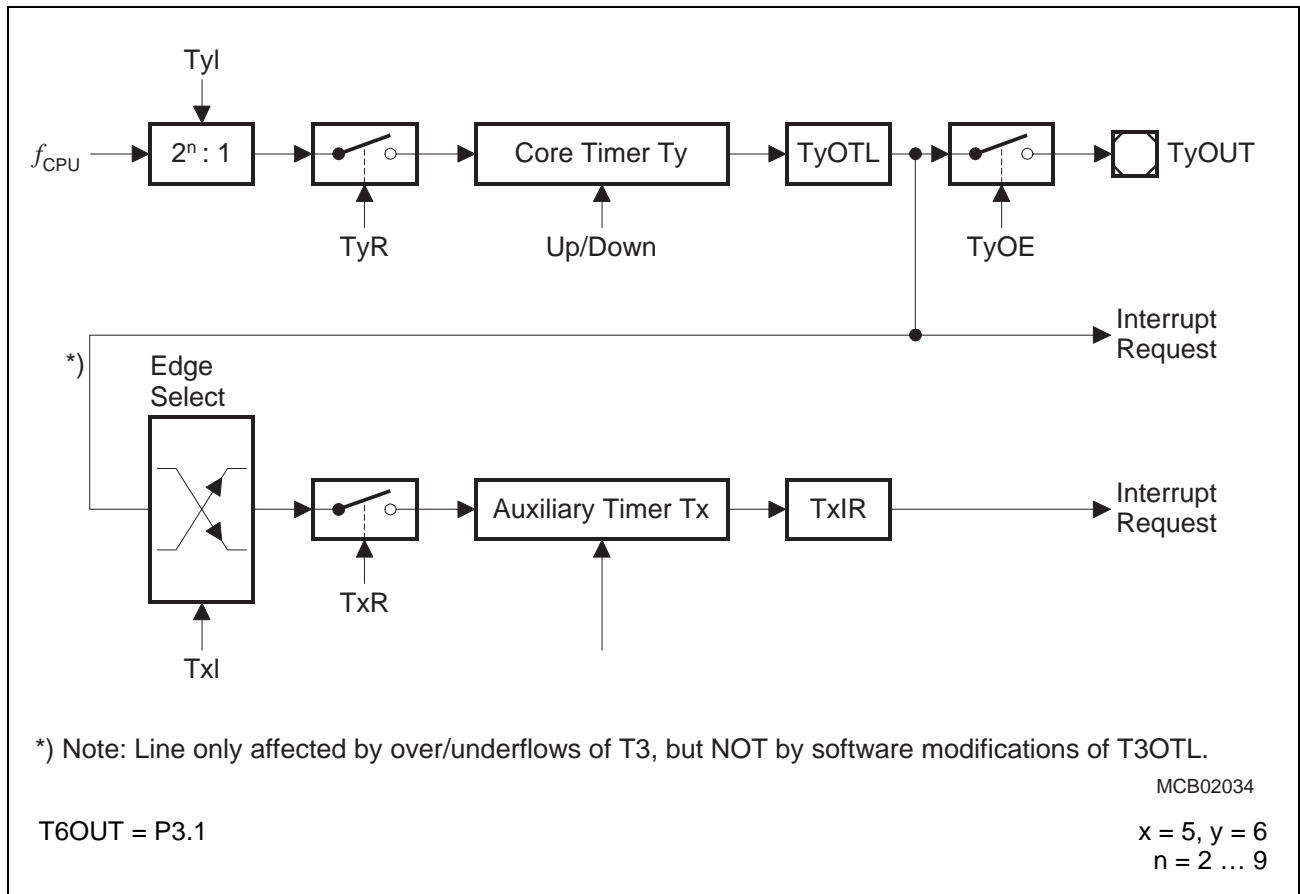 TyI
fCPU
2ⁿ : 1
Core Timer Ty
TyOTL
TyOUT
TyR
Up/Down
TyOE
Interrupt
Request
*)
Edge
Select
Auxiliary Timer Tx
TxIR
Interrupt
Request
TxR
TxI
*) Note: Line only affected by over/underflows of T3, but NOT by software modifications of T3OTL.
MCB02034
T6OUT = P3.1
x = 5, y = 6
n = 2 … 9